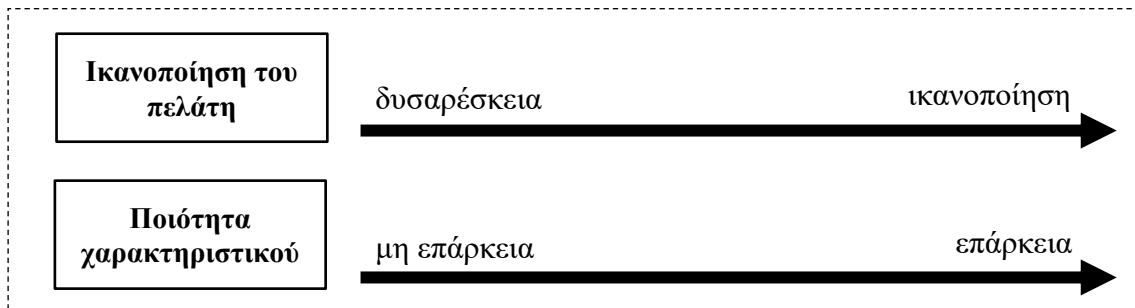 Ικανοποίηση του
πελάτη
δυσαρέσκεια
ικανοποίηση
Ποιότητα
χαρακτηριστικού
μη επάρκεια
επάρκεια